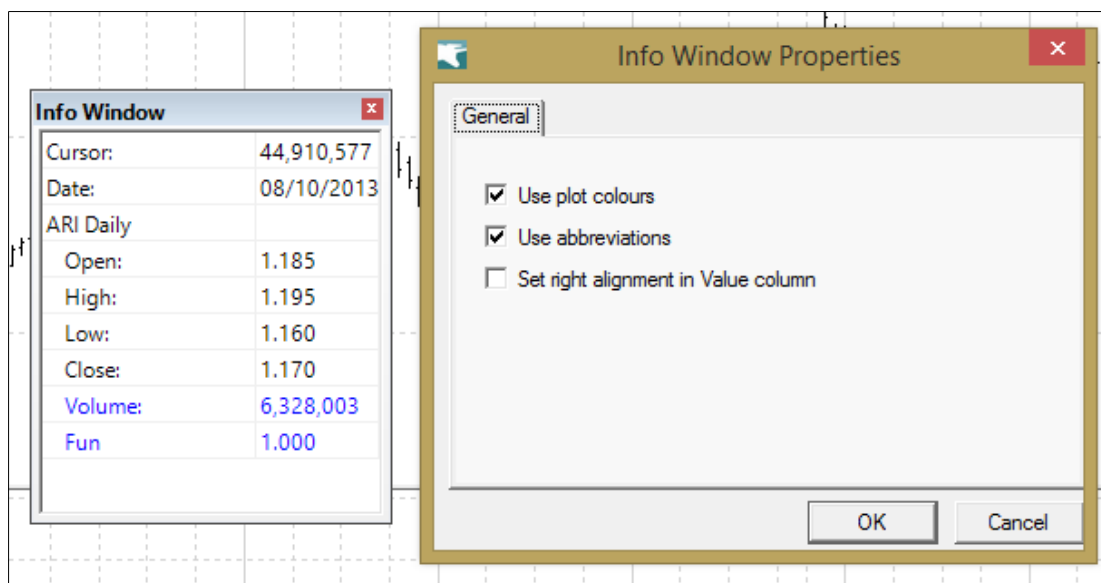 Info Window
Cursor: 44,910,577
Date: 08/10/2013
ARI Daily
Open: 1.185
High: 1.195
Low: 1.160
Close: 1.170
Volume: 6,328,003
Fun 1.000
Info Window Properties
General
Use plot colours
Use abbreviations
Set right alignment in Value column
OK Cancel